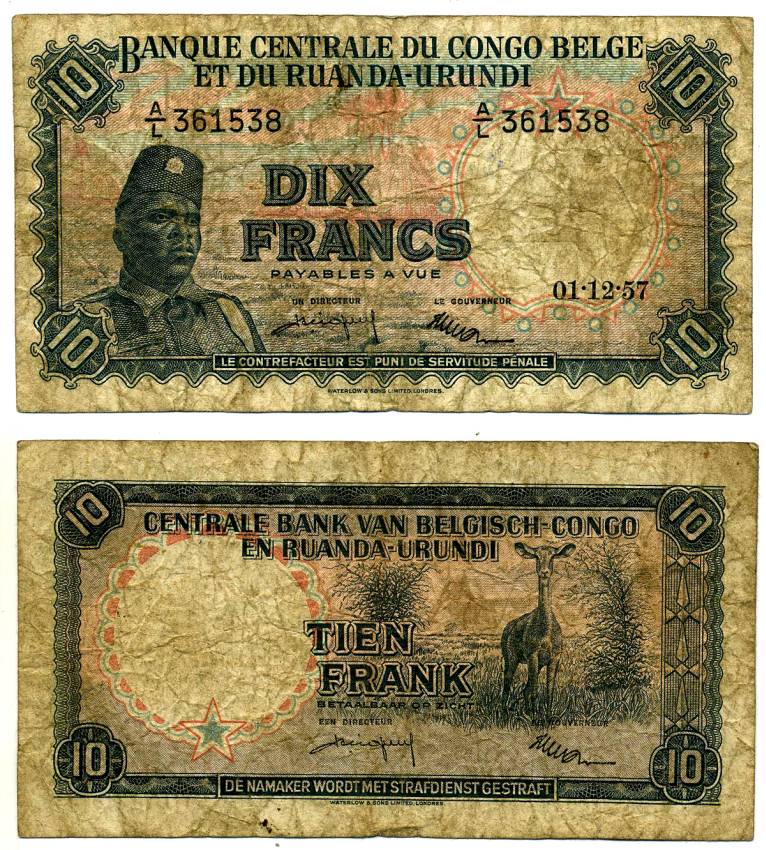 10 10
BANQUE CENTRALE DU CONGO BELGE
ET DU RUANDA-URUNDI
A/L 361538 A/L 361538
DIX
FRANCS
PAYABLES A VUE
UN DIRECTEUR LE GOUVERNEUR
01·12·57
10 10
LE CONTREFACTEUR EST PUNI DE SERVITUDE PÉNALE
WATERLOW & SONS LIMITED, LONDRES.
10 10
CENTRALE BANK VAN BELGISCH-CONGO
EN RUANDA-URUNDI
TIEN
FRANK
BETAALBAAR OP ZICHT
EEN DIRECTEUR DE GOUVERNEUR
10 10
DE NAMAKER WORDT MET STRAFDIENST GESTRAFT
WATERLOW & SONS LIMITED, LONDRES